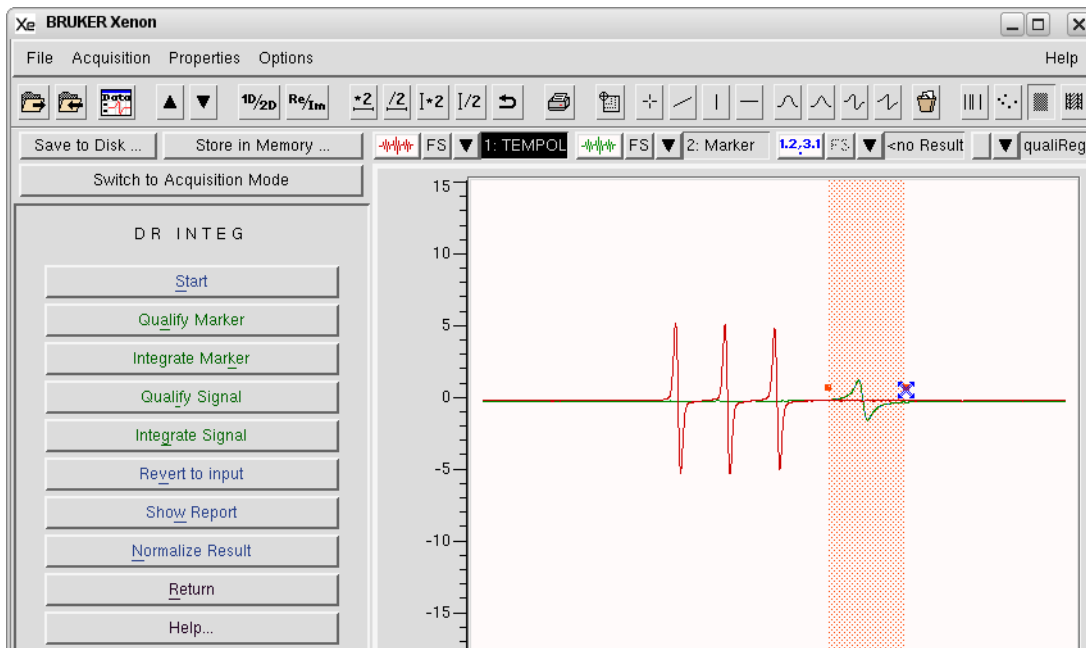 Xe BRUKER Xenon
File Acquisition Properties Options Help
Data 1D/2D Re/Im *2 /2 *2 /2
Save to Disk ... Store in Memory ... FS 1: TEMPOL FS 2: Marker 1.2,3.1 FS <no Result qualiReg
Switch to Acquisition Mode
DR INTEG
Start
Qualify Marker
Integrate Marker
Qualify Signal
Integrate Signal
Revert to input
Show Report
Normalize Result
Return
Help...
15
10
5
0
-5
-10
-15